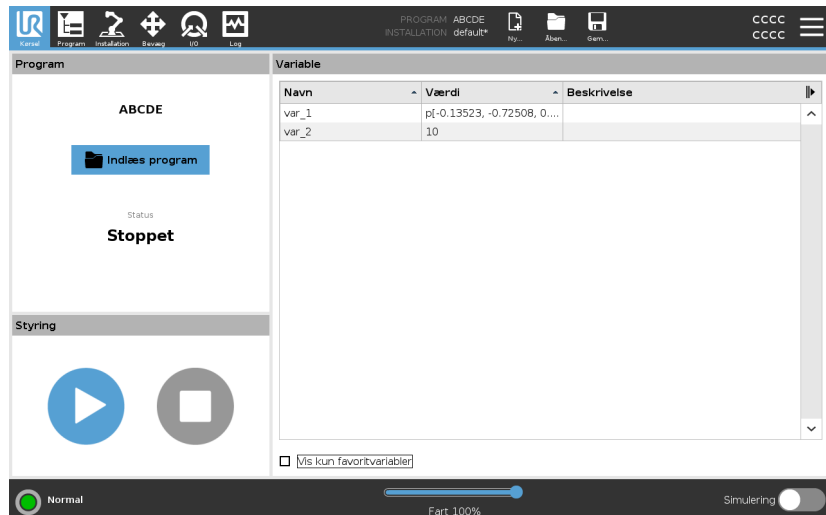 UR
Kørsel
Program
Installation
Bevæg
I/O
Log
PROGRAM ABCDE
INSTALLATION default*
Ny...
Åben...
Gem...
CCCC
CCCC
Program
ABCDE
Indlæs program
Status
Stoppet
Styring
Variable
Navn Værdi Beskrivelse
var_1 p[-0.13523, -0.72508, 0....
var_2 10
Vis kun favoritvariabler
Normal
Fart 100%
Simulering